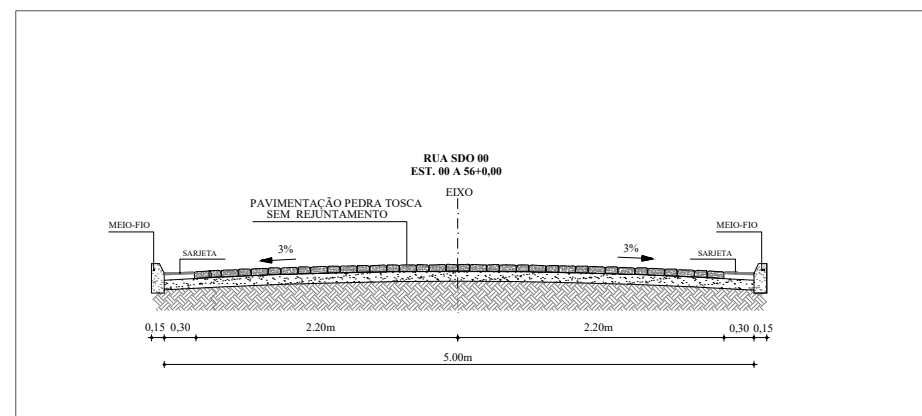 RUA SDO 00
EST. 00 A 56+0,00
EIXO
PAVIMENTAÇÃO PEDRA TOSCA
SEM REJUNTAMENTO
MEIO-FIO
MEIO-FIO
SARJETA
3%
3%
SARJETA
0,15 0,30 2.20m 2.20m 0,30 0,15
5.00m